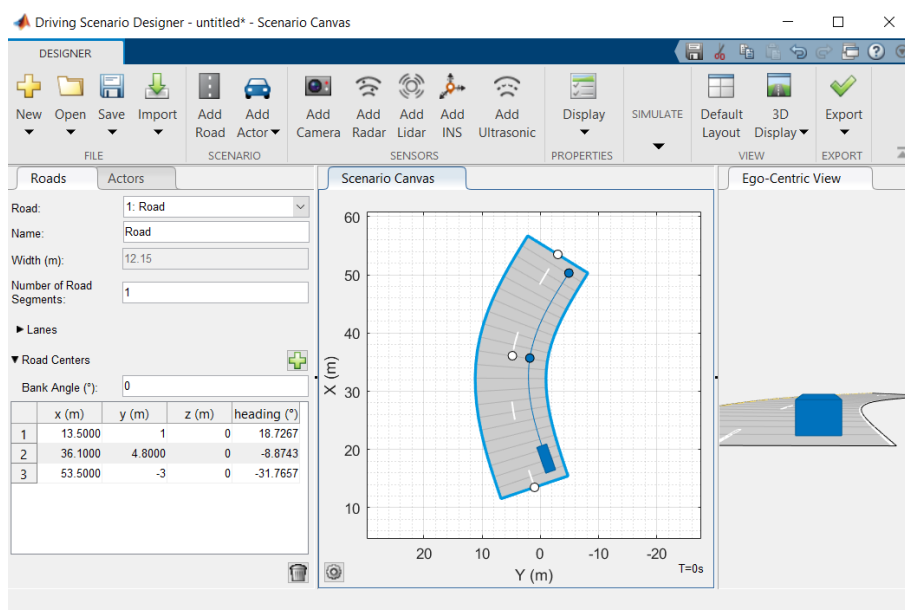 Driving Scenario Designer - untitled* - Scenario Canvas
DESIGNER
New Open Save Import Add Road Add Actor Add Camera Add Radar Add Lidar Add INS Add Ultrasonic Display SIMULATE Default Layout 3D Display Export
FILE SCENARIO SENSORS PROPERTIES VIEW EXPORT
Roads Actors
Road: 1: Road
Name: Road
Width (m): 12.15
Number of Road Segments: 1
Lanes
Road Centers
Bank Angle (°): 0
x (m) y (m) z (m) heading (°)
1 13.5000 1 0 18.7267
2 36.1000 4.8000 0 -8.8743
3 53.5000 -3 0 -31.7657
Scenario Canvas
60
50
40
30
20
10
X (m)
20 10 0 -10 -20
Y (m)
T=0s
Ego-Centric View